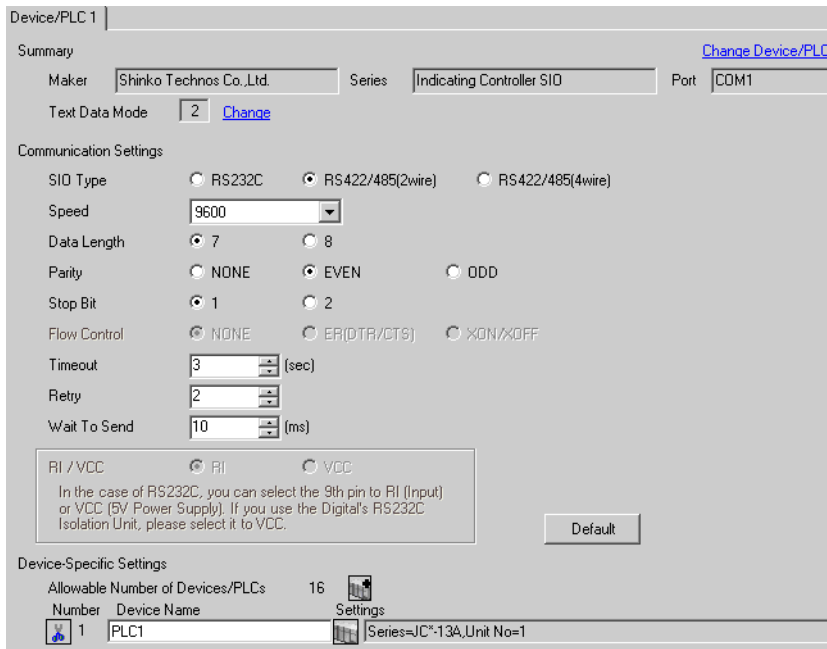 Device/PLC 1
Summary Change Device/PLC
Maker Shinko Technos Co.,Ltd. Series Indicating Controller SIO Port COM1
Text Data Mode 2 Change
Communication Settings
SIO Type RS232C RS422/485(2wire) RS422/485(4wire)
Speed 9600
Data Length 7 8
Parity NONE EVEN ODD
Stop Bit 1 2
Flow Control NONE ER(DTR/CTS) XON/XOFF
Timeout 3 (sec)
Retry 2
Wait To Send 10 (ms)
RI / VCC RI VCC
In the case of RS232C, you can select the 9th pin to RI (Input)
or VCC (5V Power Supply). If you use the Digital's RS232C
Isolation Unit, please select it to VCC.
Default
Device-Specific Settings
Allowable Number of Devices/PLCs 16
Number Device Name Settings
1 PLC1 Series=JC*-13A,Unit No=1